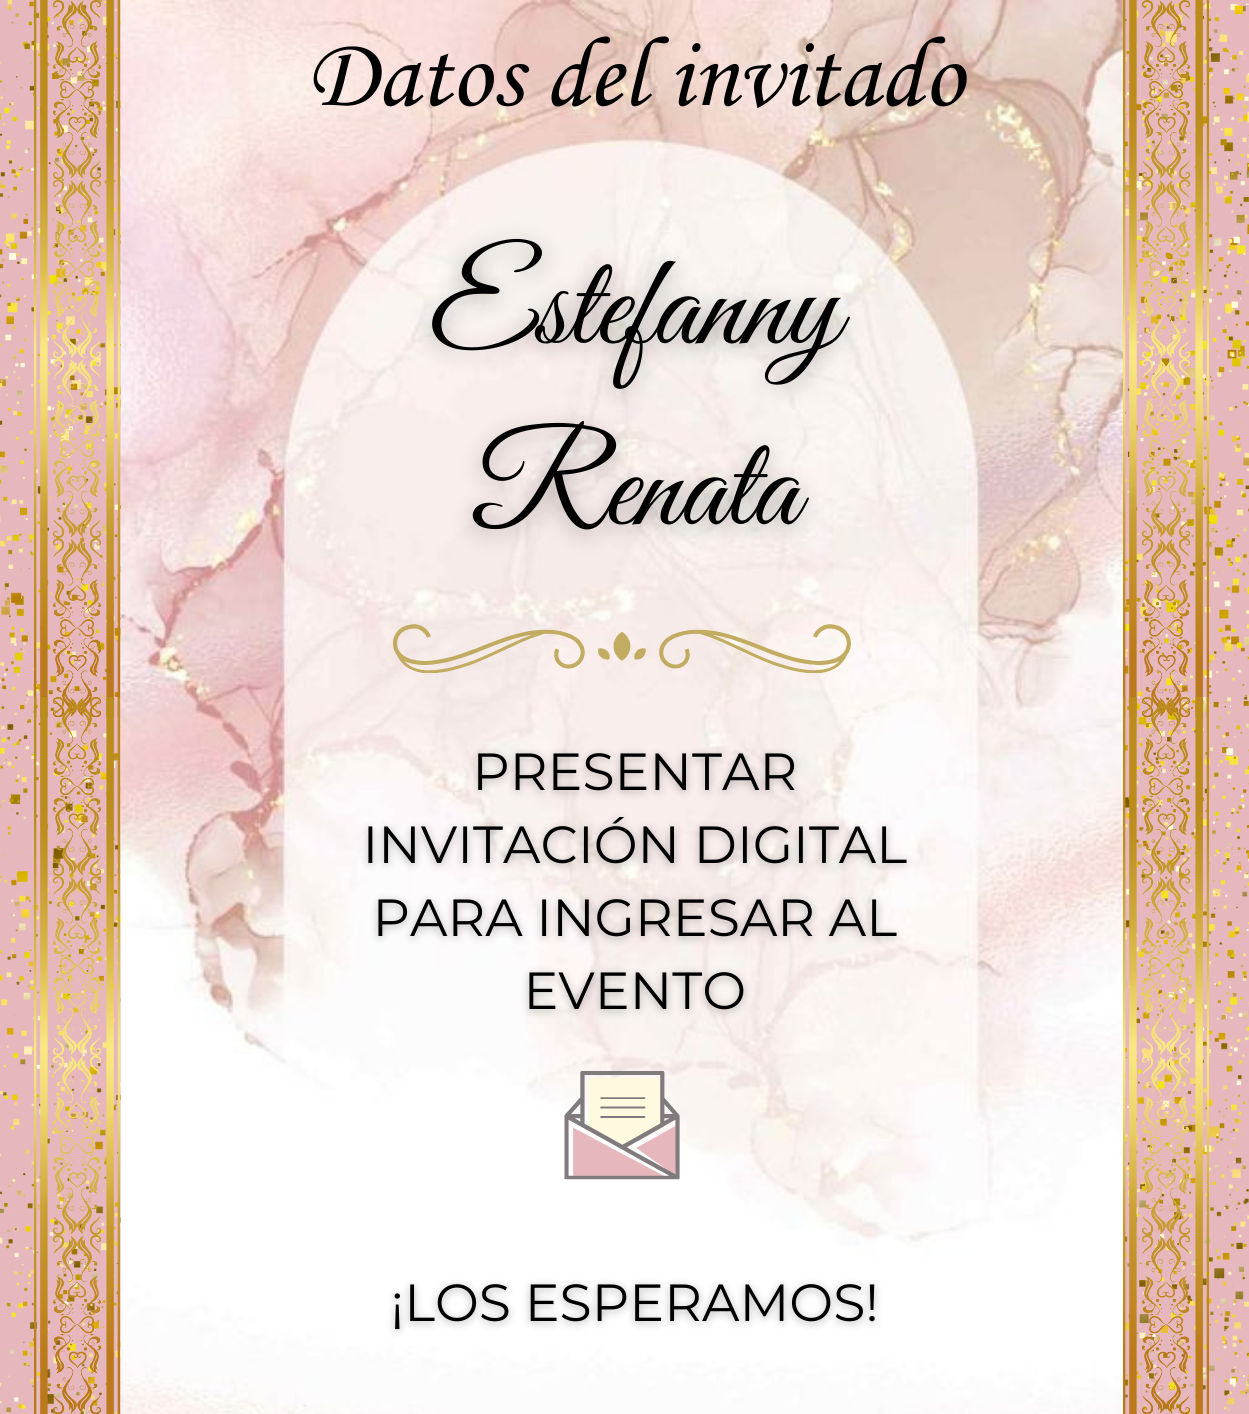 Datos del invitado
Estefanny
Renata
PRESENTAR
INVITACIÓN DIGITAL
PARA INGRESAR AL
EVENTO
¡LOS ESPERAMOS!